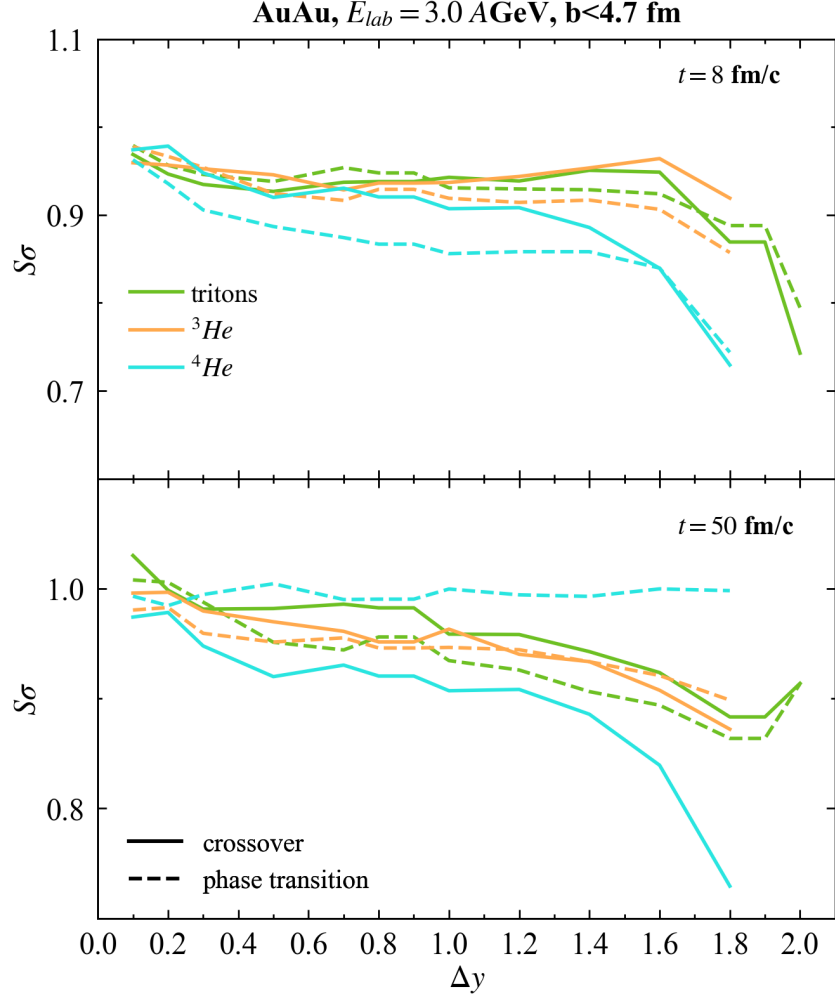 AuAu, E_lab = 3.0 AGeV, b<4.7 fm
1.1
t = 8 fm/c
0.9
Sσ
tritons
³He
⁴He
0.7
t = 50 fm/c
1.0
Sσ
0.8
crossover
phase transition
0.0 0.2 0.4 0.6 0.8 1.0 1.2 1.4 1.6 1.8 2.0
Δy